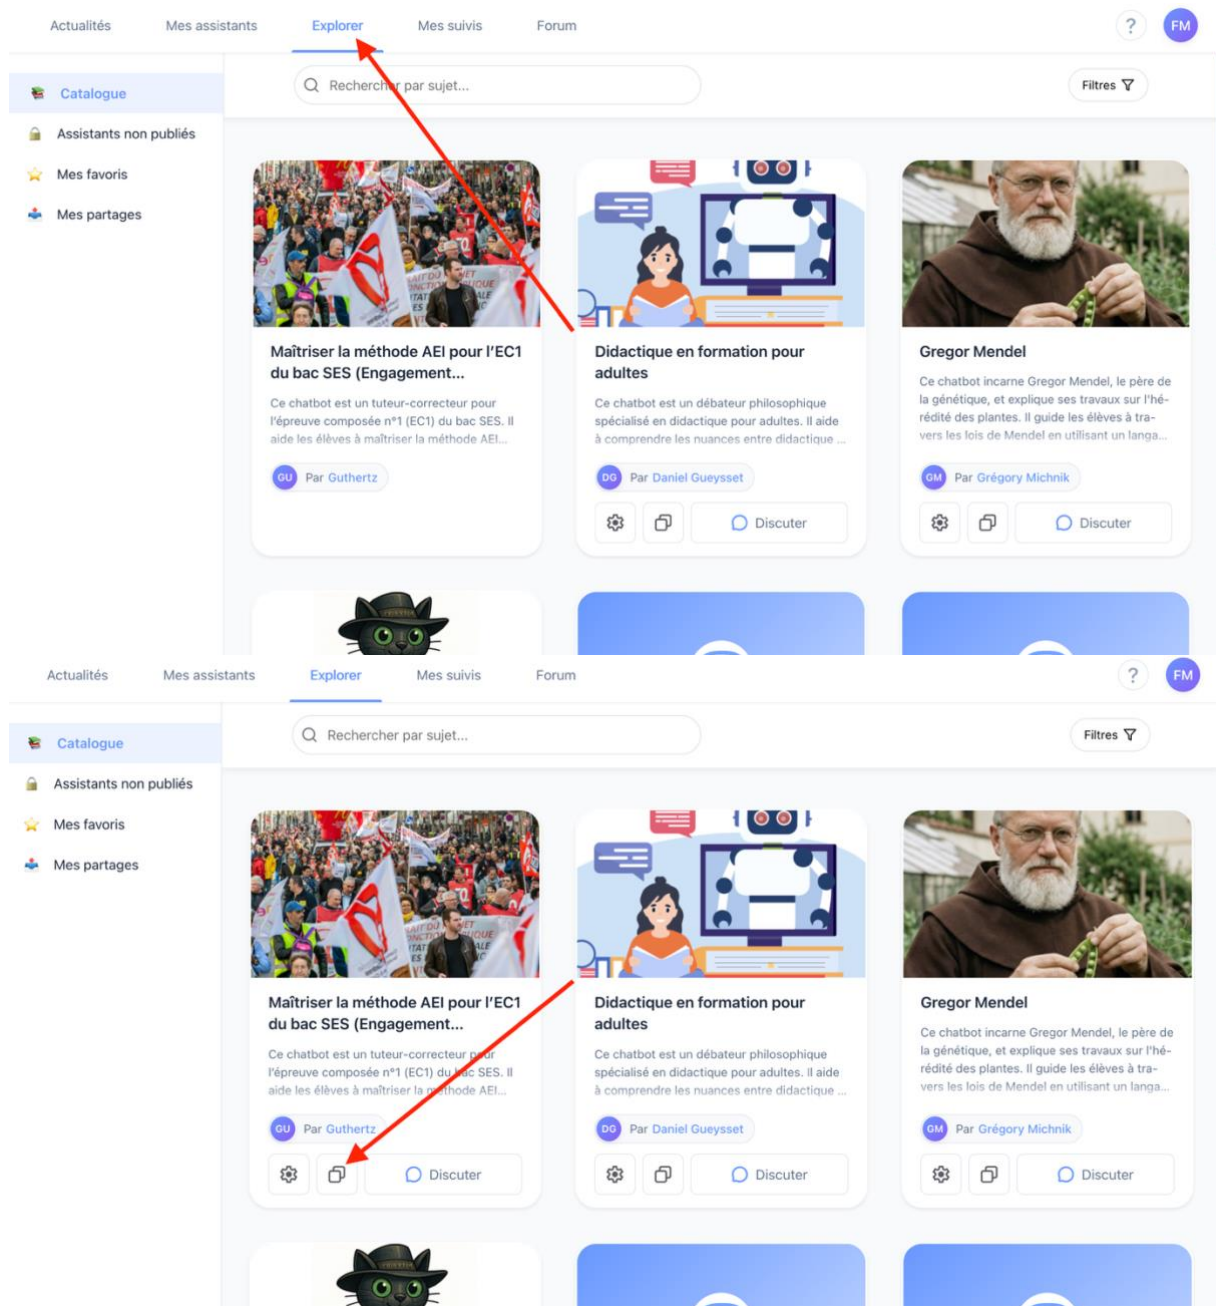 Actualités Mes assistants Explorer Mes suivis Forum ? FM
Catalogue
Rechercher par sujet...
Filtres
Assistants non publiés
Mes favoris
Mes partages
Maîtriser la méthode AEI pour l'EC1
du bac SES (Engagement...
Ce chatbot est un tuteur-correcteur pour
l'épreuve composée n°1 (EC1) du bac SES. Il
aide les élèves à maîtriser la méthode AEI...
GU Par Guthertz
Didactique en formation pour
adultes
Ce chatbot est un débateur philosophique
spécialisé en didactique pour adultes. Il aide
à comprendre les nuances entre didactique ...
DG Par Daniel Gueysset
Discuter
Gregor Mendel
Ce chatbot incarne Gregor Mendel, le père de
la génétique, et explique ses travaux sur l'hé-
rédité des plantes. Il guide les élèves à tra-
vers les lois de Mendel en utilisant un langa...
GM Par Grégory Michnik
Discuter
Actualités Mes assistants Explorer Mes suivis Forum ? FM
Catalogue
Rechercher par sujet...
Filtres
Assistants non publiés
Mes favoris
Mes partages
Maîtriser la méthode AEI pour l'EC1
du bac SES (Engagement...
Ce chatbot est un tuteur-correcteur pour
l'épreuve composée n°1 (EC1) du bac SES. Il
aide les élèves à maîtriser la méthode AEI...
GU Par Guthertz
Discuter
Didactique en formation pour
adultes
Ce chatbot est un débateur philosophique
spécialisé en didactique pour adultes. Il aide
à comprendre les nuances entre didactique ...
DG Par Daniel Gueysset
Discuter
Gregor Mendel
Ce chatbot incarne Gregor Mendel, le père de
la génétique, et explique ses travaux sur l'hé-
rédité des plantes. Il guide les élèves à tra-
vers les lois de Mendel en utilisant un langa...
GM Par Grégory Michnik
Discuter